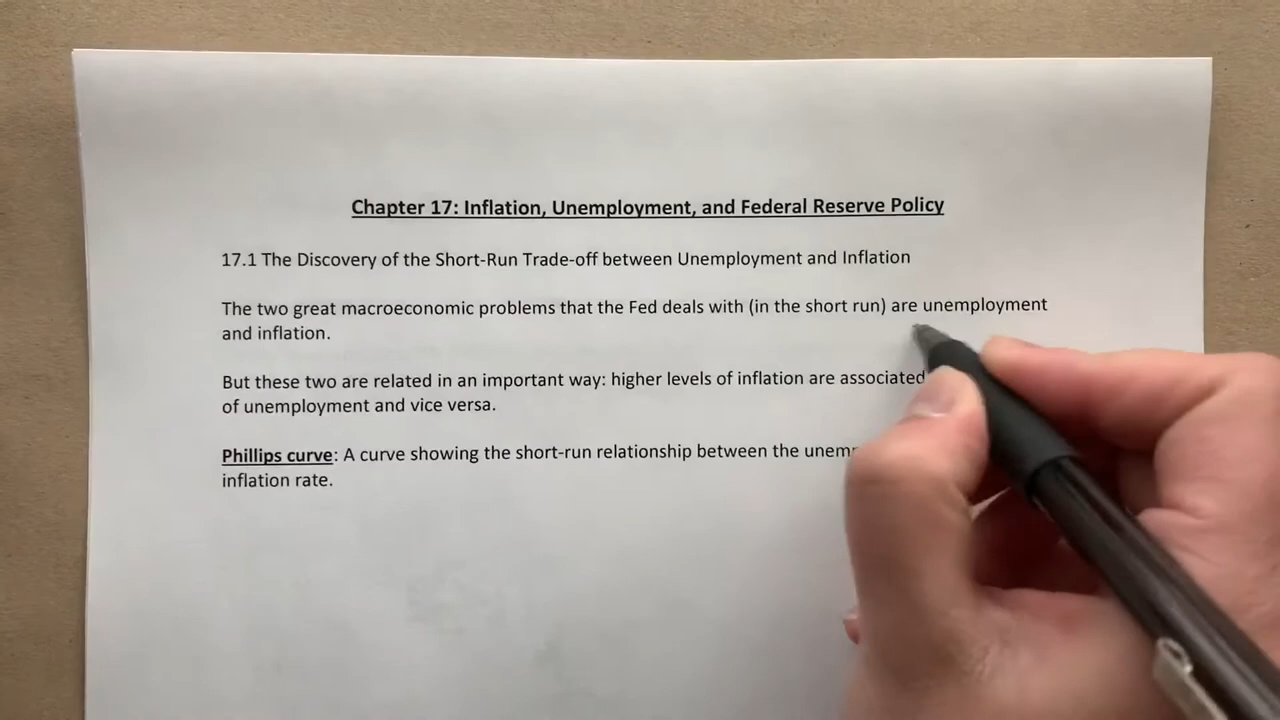 Chapter 17: Inflation, Unemployment, and Federal Reserve Policy
17.1 The Discovery of the Short-Run Trade-off between Unemployment and Inflation
The two great macroeconomic problems that the Fed deals with (in the short run) are unemployment
and inflation.
But these two are related in an important way: higher levels of inflation are associated
of unemployment and vice versa.
Phillips curve: A curve showing the short-run relationship between the
inflation rate.